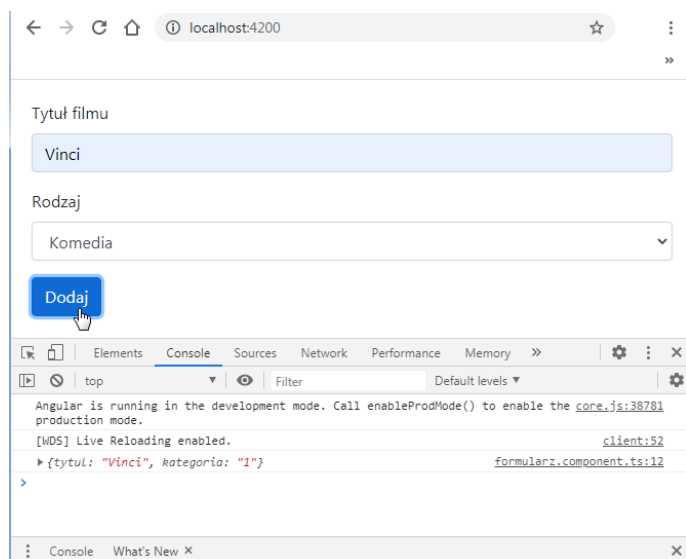 localhost:4200
»
Tytuł filmu
Vinci
Rodzaj
Komedia
Dodaj
Elements Console Sources Network Performance Memory »
top Filter Default levels ▼
Angular is running in the development mode. Call enableProdMode() to enable the core.js:38781
production mode.
[WDS] Live Reloading enabled. client:52
{tytul: "Vinci", kategoria: "1"} formularz.component.ts:12
>
Console What's New ×